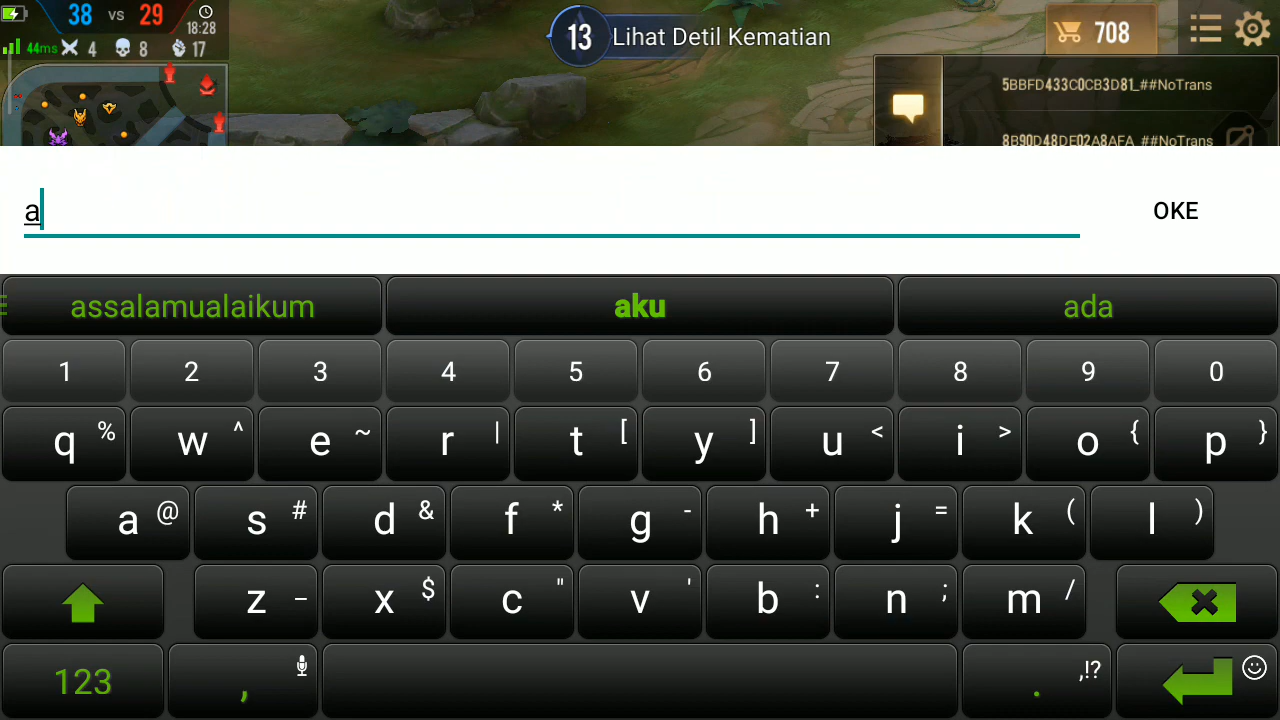 38 vs 29
18:28
44ms 4 8 17
13 Lihat Detil Kematian
708
5BBFD433C0CB3D81_##NoTrans
8B90D48DE02A8AFA_##NoTrans
a
OKE
assalamualaikum aku ada
1 2 3 4 5 6 7 8 9 0
q % w ^ e ~ r | t [ y ] u < i > o { p }
a @ s # d & f * g - h + j = k ( l )
z _ x $ c " v ' b : n ; m /
123 , . ,!?